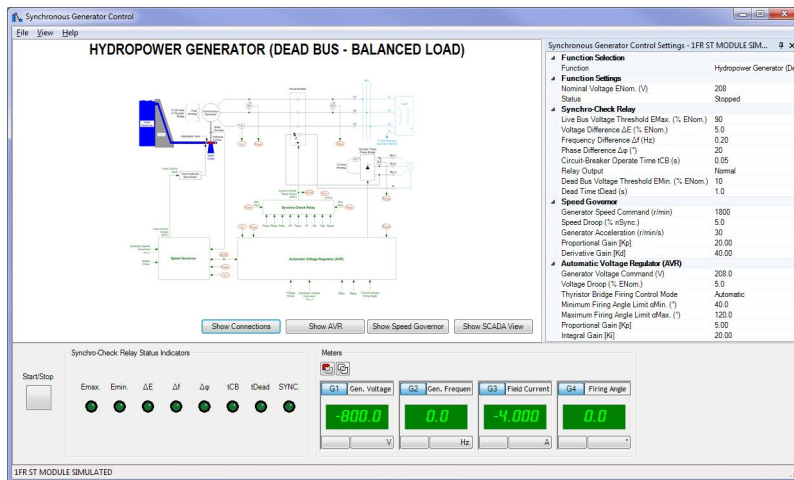 Synchronous Generator Control
File View Help
HYDROPOWER GENERATOR (DEAD BUS - BALANCED LOAD)
Circuit Breaker
Synchro-Check Relay
Speed Governor
Automatic Voltage Regulator (AVR)
Show Connections Show AVR Show Speed Governor Show SCADA View
Synchronous Generator Control Settings - 1FR ST MODULE SIM...
Function Selection
Function Hydropower Generator (De
Function Settings
Nominal Voltage ENom. (V) 208
Status Stopped
Synchro-Check Relay
Live Bus Voltage Threshold EMax. (% ENom.) 90
Voltage Difference ΔE (% ENom.) 5.0
Frequency Difference Δf (Hz) 0.20
Phase Difference Δφ (°) 20
Circuit-Breaker Operate Time tCB (s) 0.05
Relay Output Normal
Dead Bus Voltage Threshold EMin. (% ENom.) 10
Dead Time tDead (s) 1.0
Speed Governor
Generator Speed Command (r/min) 1800
Speed Droop (% nSync.) 5.0
Generator Acceleration (r/min/s) 30
Proportional Gain [Kp] 20.00
Derivative Gain [Kd] 40.00
Automatic Voltage Regulator (AVR)
Generator Voltage Command (V) 208.0
Voltage Droop (% ENom.) 5.0
Thyristor Bridge Firing Control Mode Automatic
Minimum Firing Angle Limit αMin. (°) 40.0
Maximum Firing Angle Limit αMax. (°) 120.0
Proportional Gain [Kp] 5.00
Integral Gain [Ki] 20.00
Start/Stop
Synchro-Check Relay Status Indicators
Emax. Emin. ΔE Δf Δφ tCB tDead SYNC.
Meters
G1 Gen. Voltage G2 Gen. Frequen G3 Field Current G4 Firing Angle
-800.0 0.0 -4.000 0.0
V Hz A °
1FR ST MODULE SIMULATED